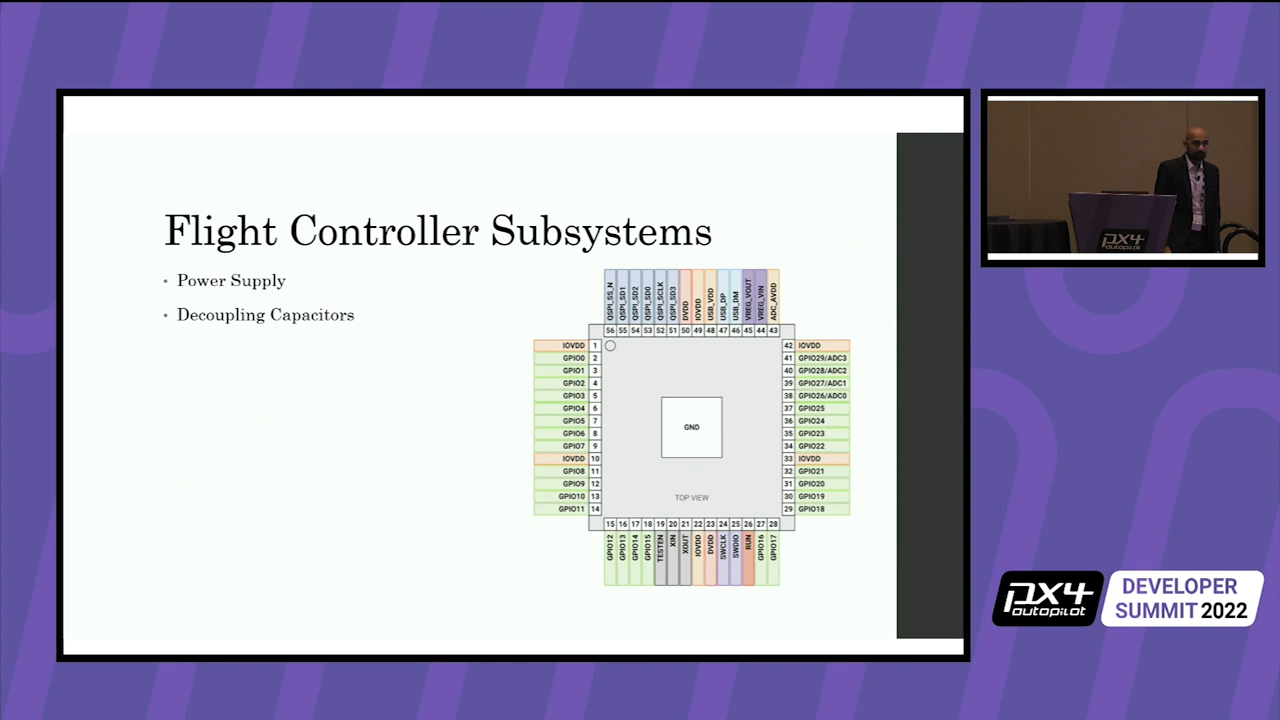 Flight Controller Subsystems
• Power Supply
• Decoupling Capacitors
QSPI_SS_N
QSPI_SD1
QSPI_SD2
QSPI_SD0
QSPI_SCLK
QSPI_SD3
DVDD
IOVDD
USB_VDD
USB_DP
USB_DM
VREG_VOUT
VREG_VIN
ADC_AVDD
56 55 54 53 52 51 50 49 48 47 46 45 44 43
IOVDD 1
GPIO0 2
GPIO1 3
GPIO2 4
GPIO3 5
GPIO4 6
GPIO5 7
GPIO6 8
GPIO7 9
IOVDD 10
GPIO8 11
GPIO9 12
GPIO10 13
GPIO11 14
GND
TOP VIEW
42 IOVDD
41 GPIO29/ADC3
40 GPIO28/ADC2
39 GPIO27/ADC1
38 GPIO26/ADC0
37 GPIO25
36 GPIO24
35 GPIO23
34 GPIO22
33 IOVDD
32 GPIO21
31 GPIO20
30 GPIO19
29 GPIO18
15 16 17 18 19 20 21 22 23 24 25 26 27 28
GPIO12
GPIO13
GPIO14
GPIO15
TESTEN
XIN
XOUT
IOVDD
DVDD
SWCLK
SWDIO
RUN
GPIO16
GPIO17
PX4
autopilot
PX4
autopilot
DEVELOPER
SUMMIT 2022